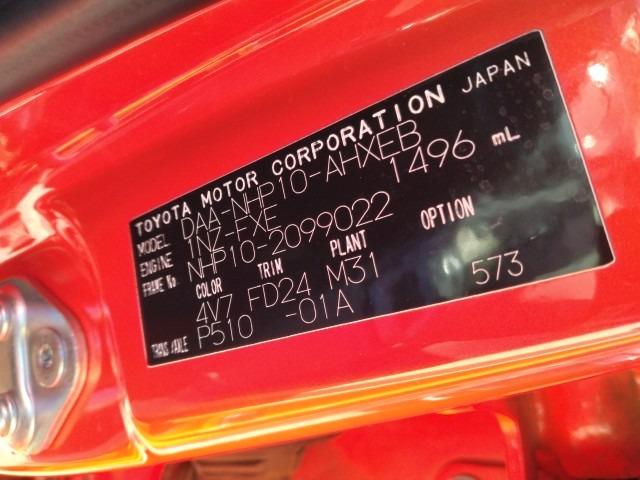 TOYOTA MOTOR CORPORATION JAPAN
MODEL DAA-NHP10-AHXEB
ENGINE 1NZ-FXE 1496 mL
FRAME No. NHP10-2099022
COLOR TRIM PLANT OPTION
4V7 FD24 M31 573
TRANS/AXLE P510 -01A